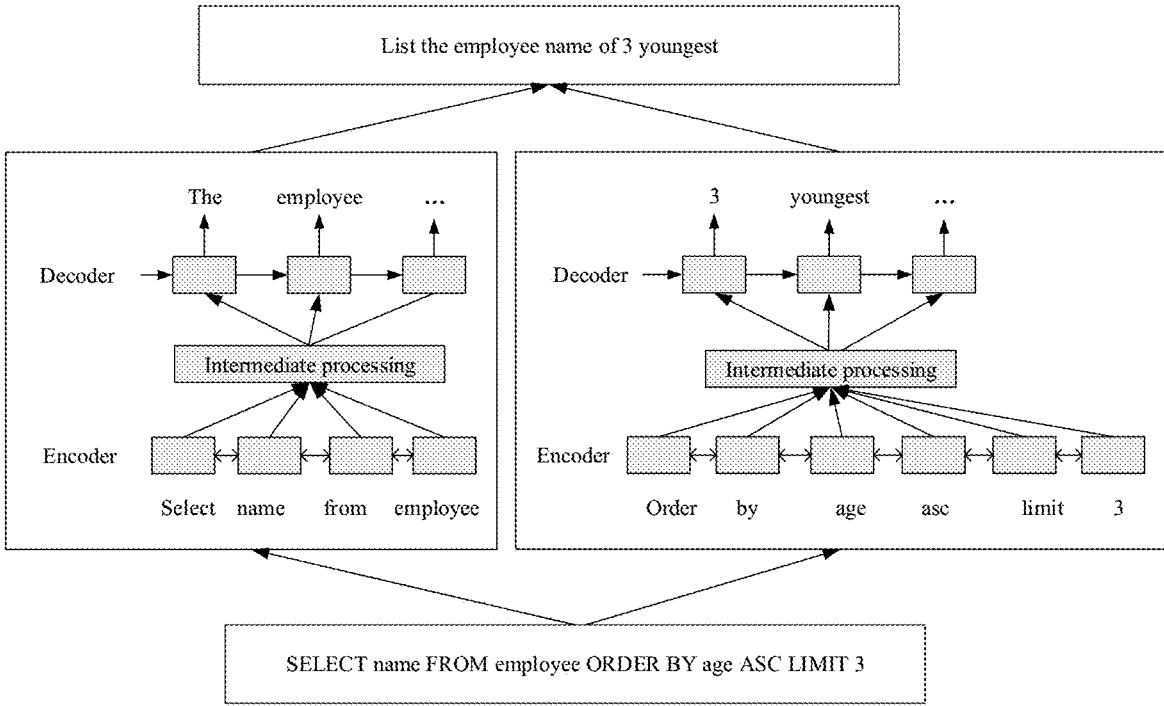 List the employee name of 3 youngest
The employee ...
Decoder
Intermediate processing
Encoder
Select name from employee
3 youngest ...
Decoder
Intermediate processing
Encoder
Order by age asc limit 3
SELECT name FROM employee ORDER BY age ASC LIMIT 3